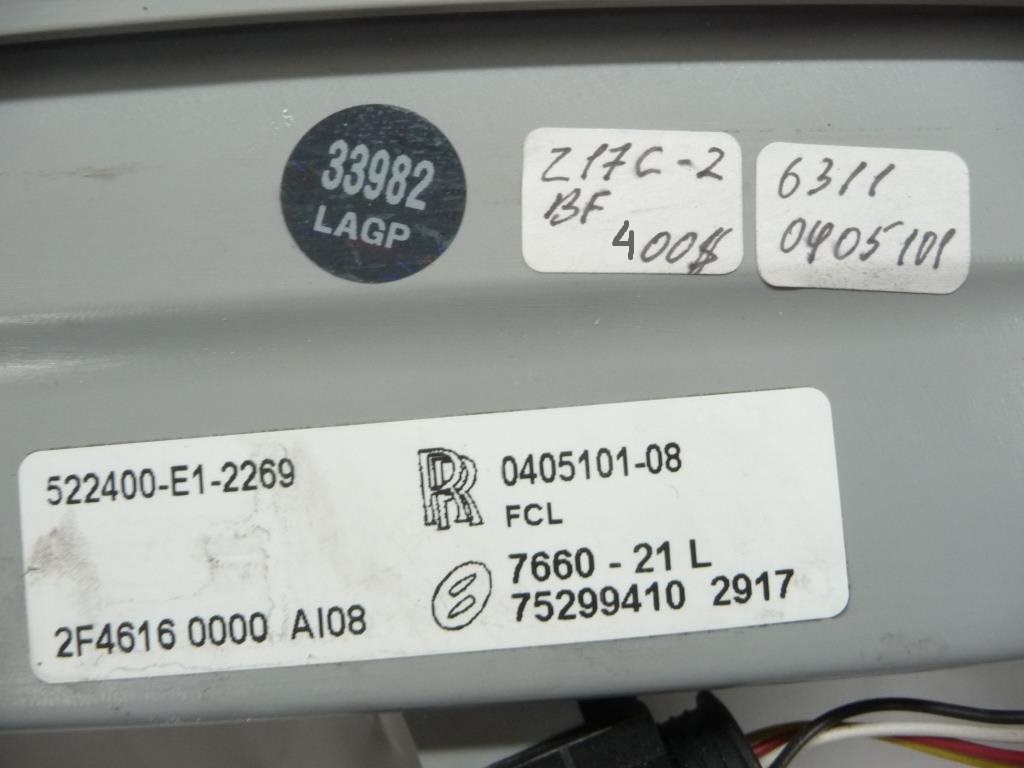 33982
LAGP
Z17C-2
BF
400$
6311
0405101
522400-E1-2269
RR
0405101-08
FCL
7660 - 21 L
75299410 2917
2F4616 0000 AI08